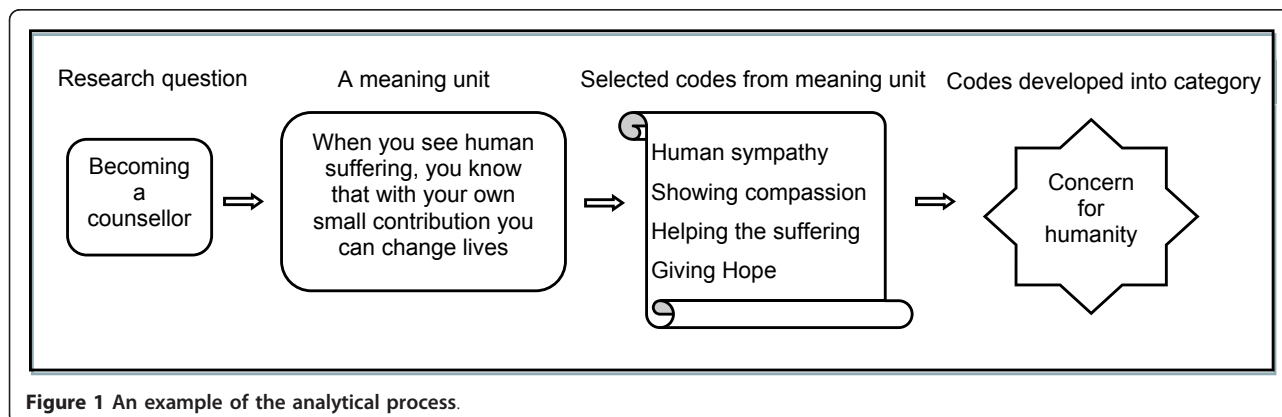 Research question
A meaning unit
Selected codes from meaning unit
Codes developed into category
Becoming
a
counsellor
When you see human
suffering, you know
that with your own
small contribution you
can change lives
Human sympathy
Showing compassion
Helping the suffering
Giving Hope
Concern
for
humanity
Figure 1 An example of the analytical process.